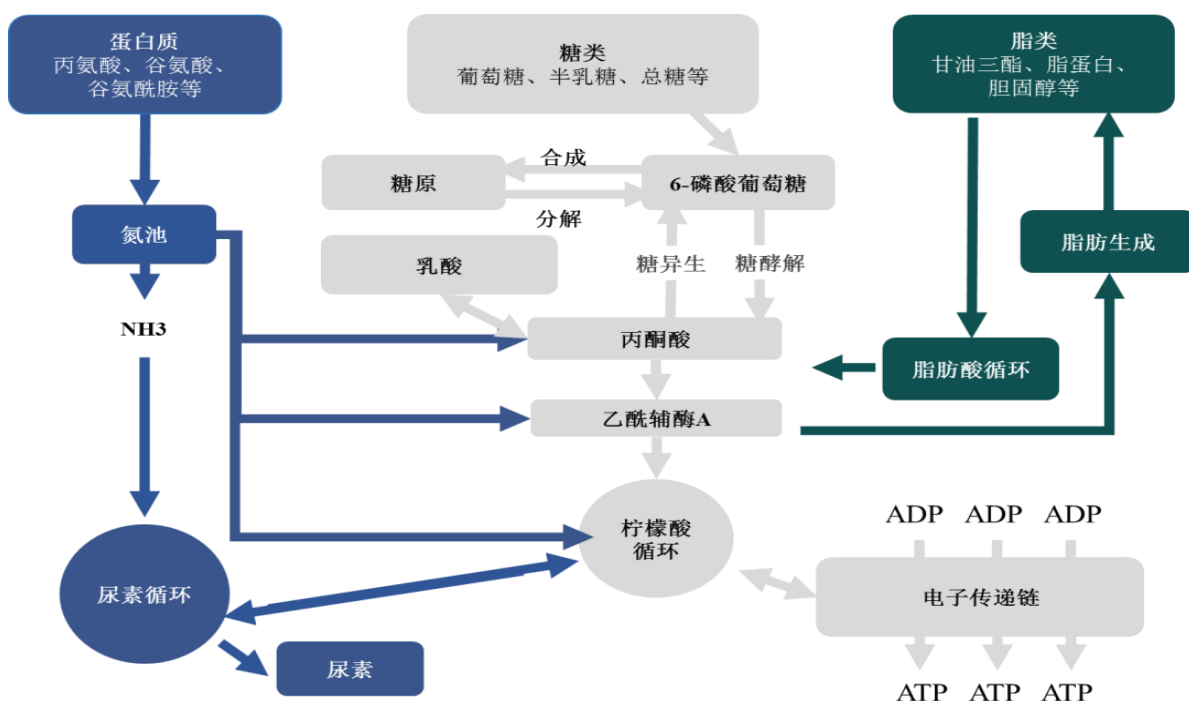 蛋白质
丙氨酸、谷氨酸、
谷氨酰胺等
糖类
葡萄糖、半乳糖、总糖等
脂类
甘油三酯、脂蛋白、
胆固醇等
合成
糖原
6-磷酸葡萄糖
分解
氮池
脂肪生成
乳酸
糖异生
糖酵解
NH3
丙酮酸
脂肪酸循环
乙酰辅酶A
柠檬酸
循环
ADP ADP ADP
尿素循环
电子传递链
尿素
ATP ATP ATP